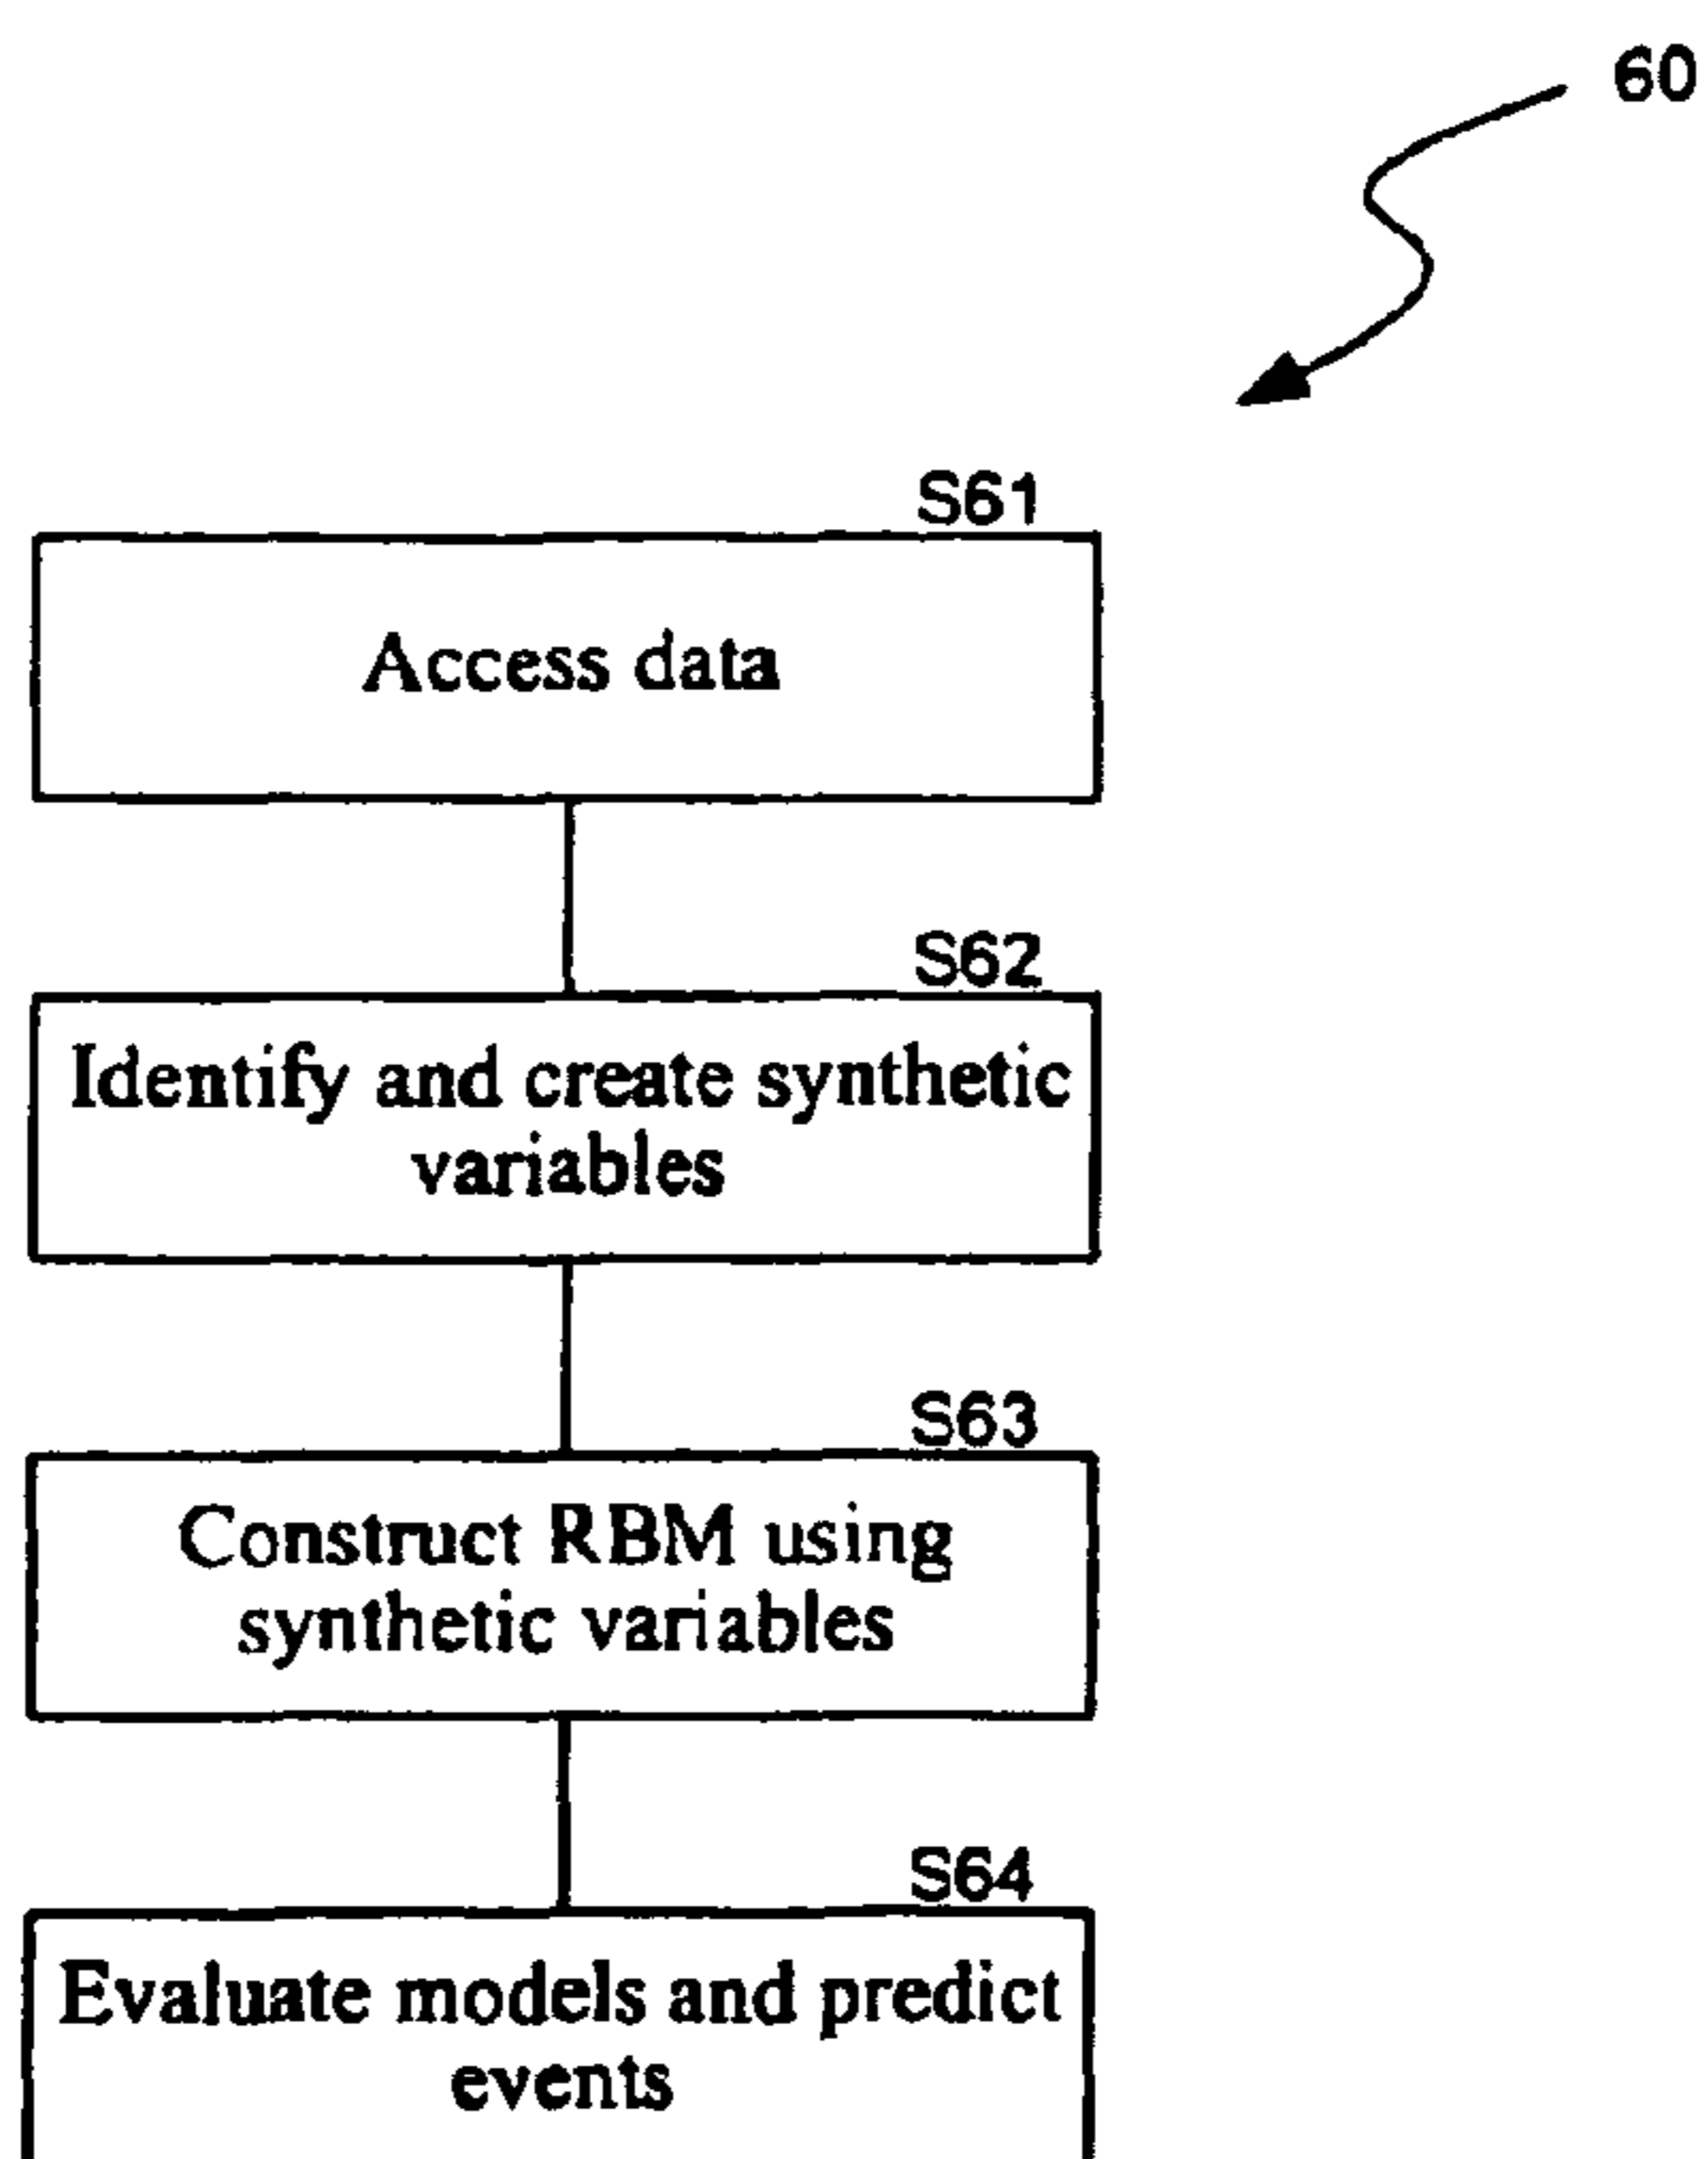 60
S61
Access data
S62
Identify and create synthetic
variables
S63
Construct RBM using
synthetic variables
S64
Evaluate models and predict
events